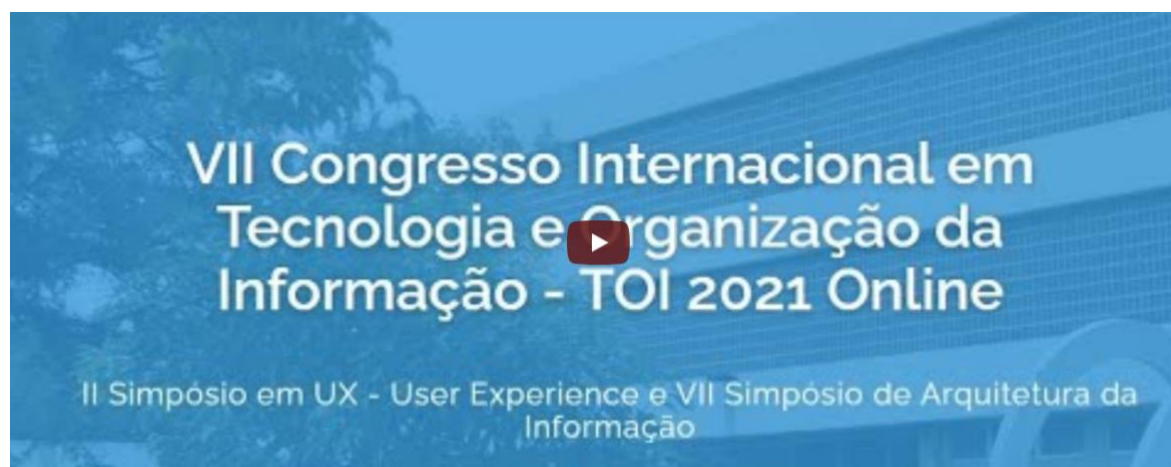 VII Congresso Internacional em
Tecnologia e Organização da
Informação - TOI 2021 Online
II Simpósio em UX - User Experience e VII Simpósio de Arquitetura da
Informação